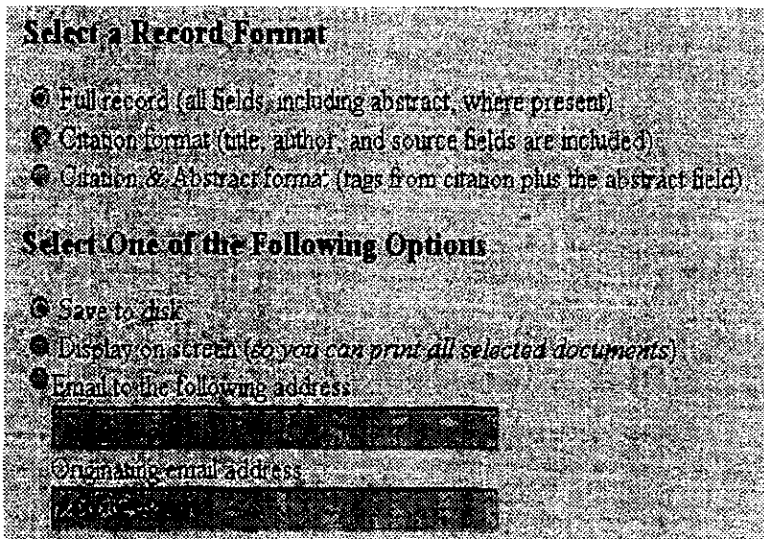 Select a Record Format
Full record (all fields, including abstract, where present)
Citation format (title, author, and source fields are included)
Citation & Abstract format (tags from citation plus the abstract field)
Select One of the Following Options
Save to disk
Display on screen (so you can print all selected documents)
Email to the following address
Originating email address